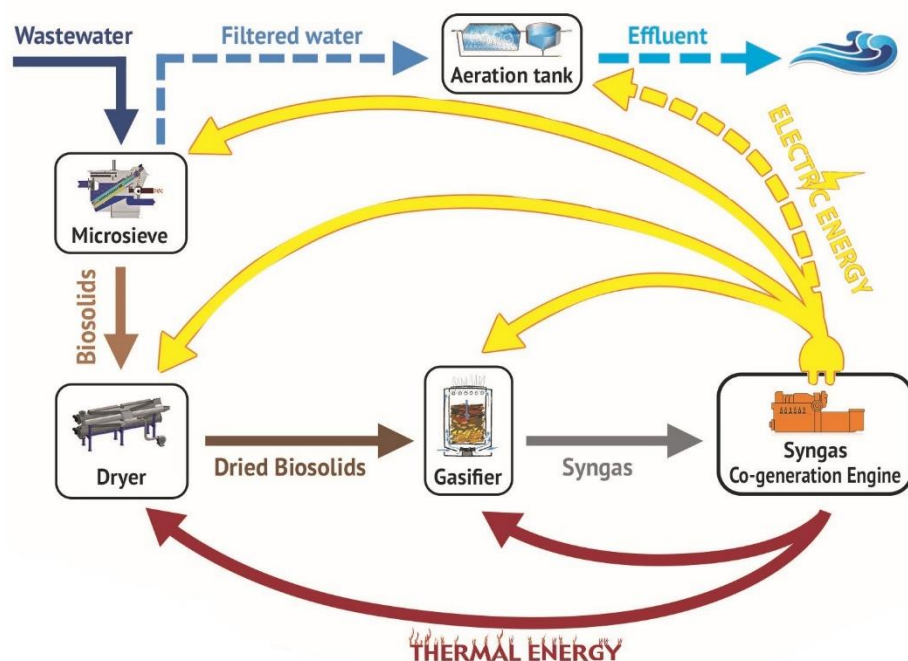 Wastewater
Filtered water
Aeration tank
Effluent
ELECTRIC ENERGY
Microsieve
Biosolids
Dryer
Dried Biosolids
Gasifier
Syngas
Syngas
Co-generation Engine
THERMAL ENERGY